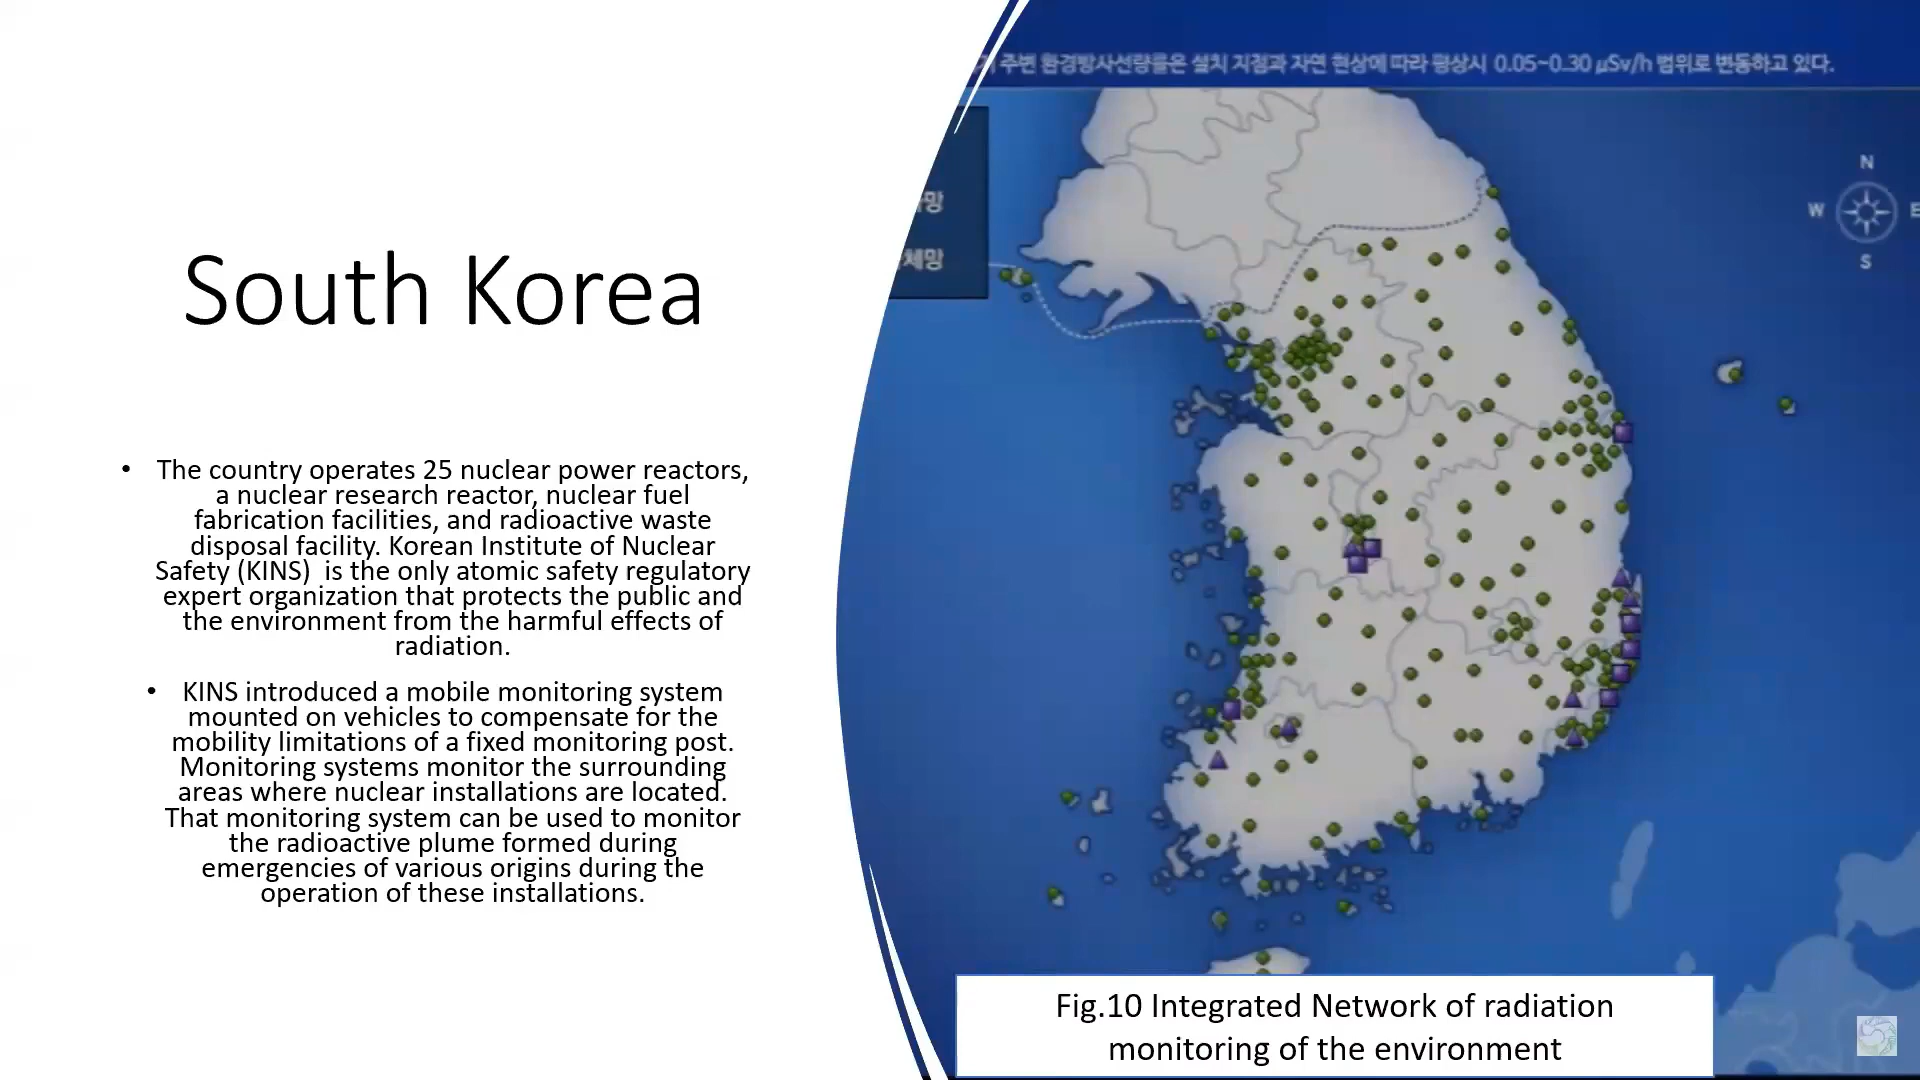 South Korea
• The country operates 25 nuclear power reactors,
a nuclear research reactor, nuclear fuel
fabrication facilities, and radioactive waste
disposal facility. Korean Institute of Nuclear
Safety (KINS)  is the only atomic safety regulatory
expert organization that protects the public and
the environment from the harmful effects of
radiation.
• KINS introduced a mobile monitoring system
mounted on vehicles to compensate for the
mobility limitations of a fixed monitoring post.
Monitoring systems monitor the surrounding
areas where nuclear installations are located.
That monitoring system can be used to monitor
the radioactive plume formed during
emergencies of various origins during the
operation of these installations.
주변 환경방사선량률은 설치 지점과 자연 현상에 따라 평상시 0.05~0.30 µSv/h 범위로 변동하고 있다.
망
체망
N
W E
S
Fig.10 Integrated Network of radiation
monitoring of the environment